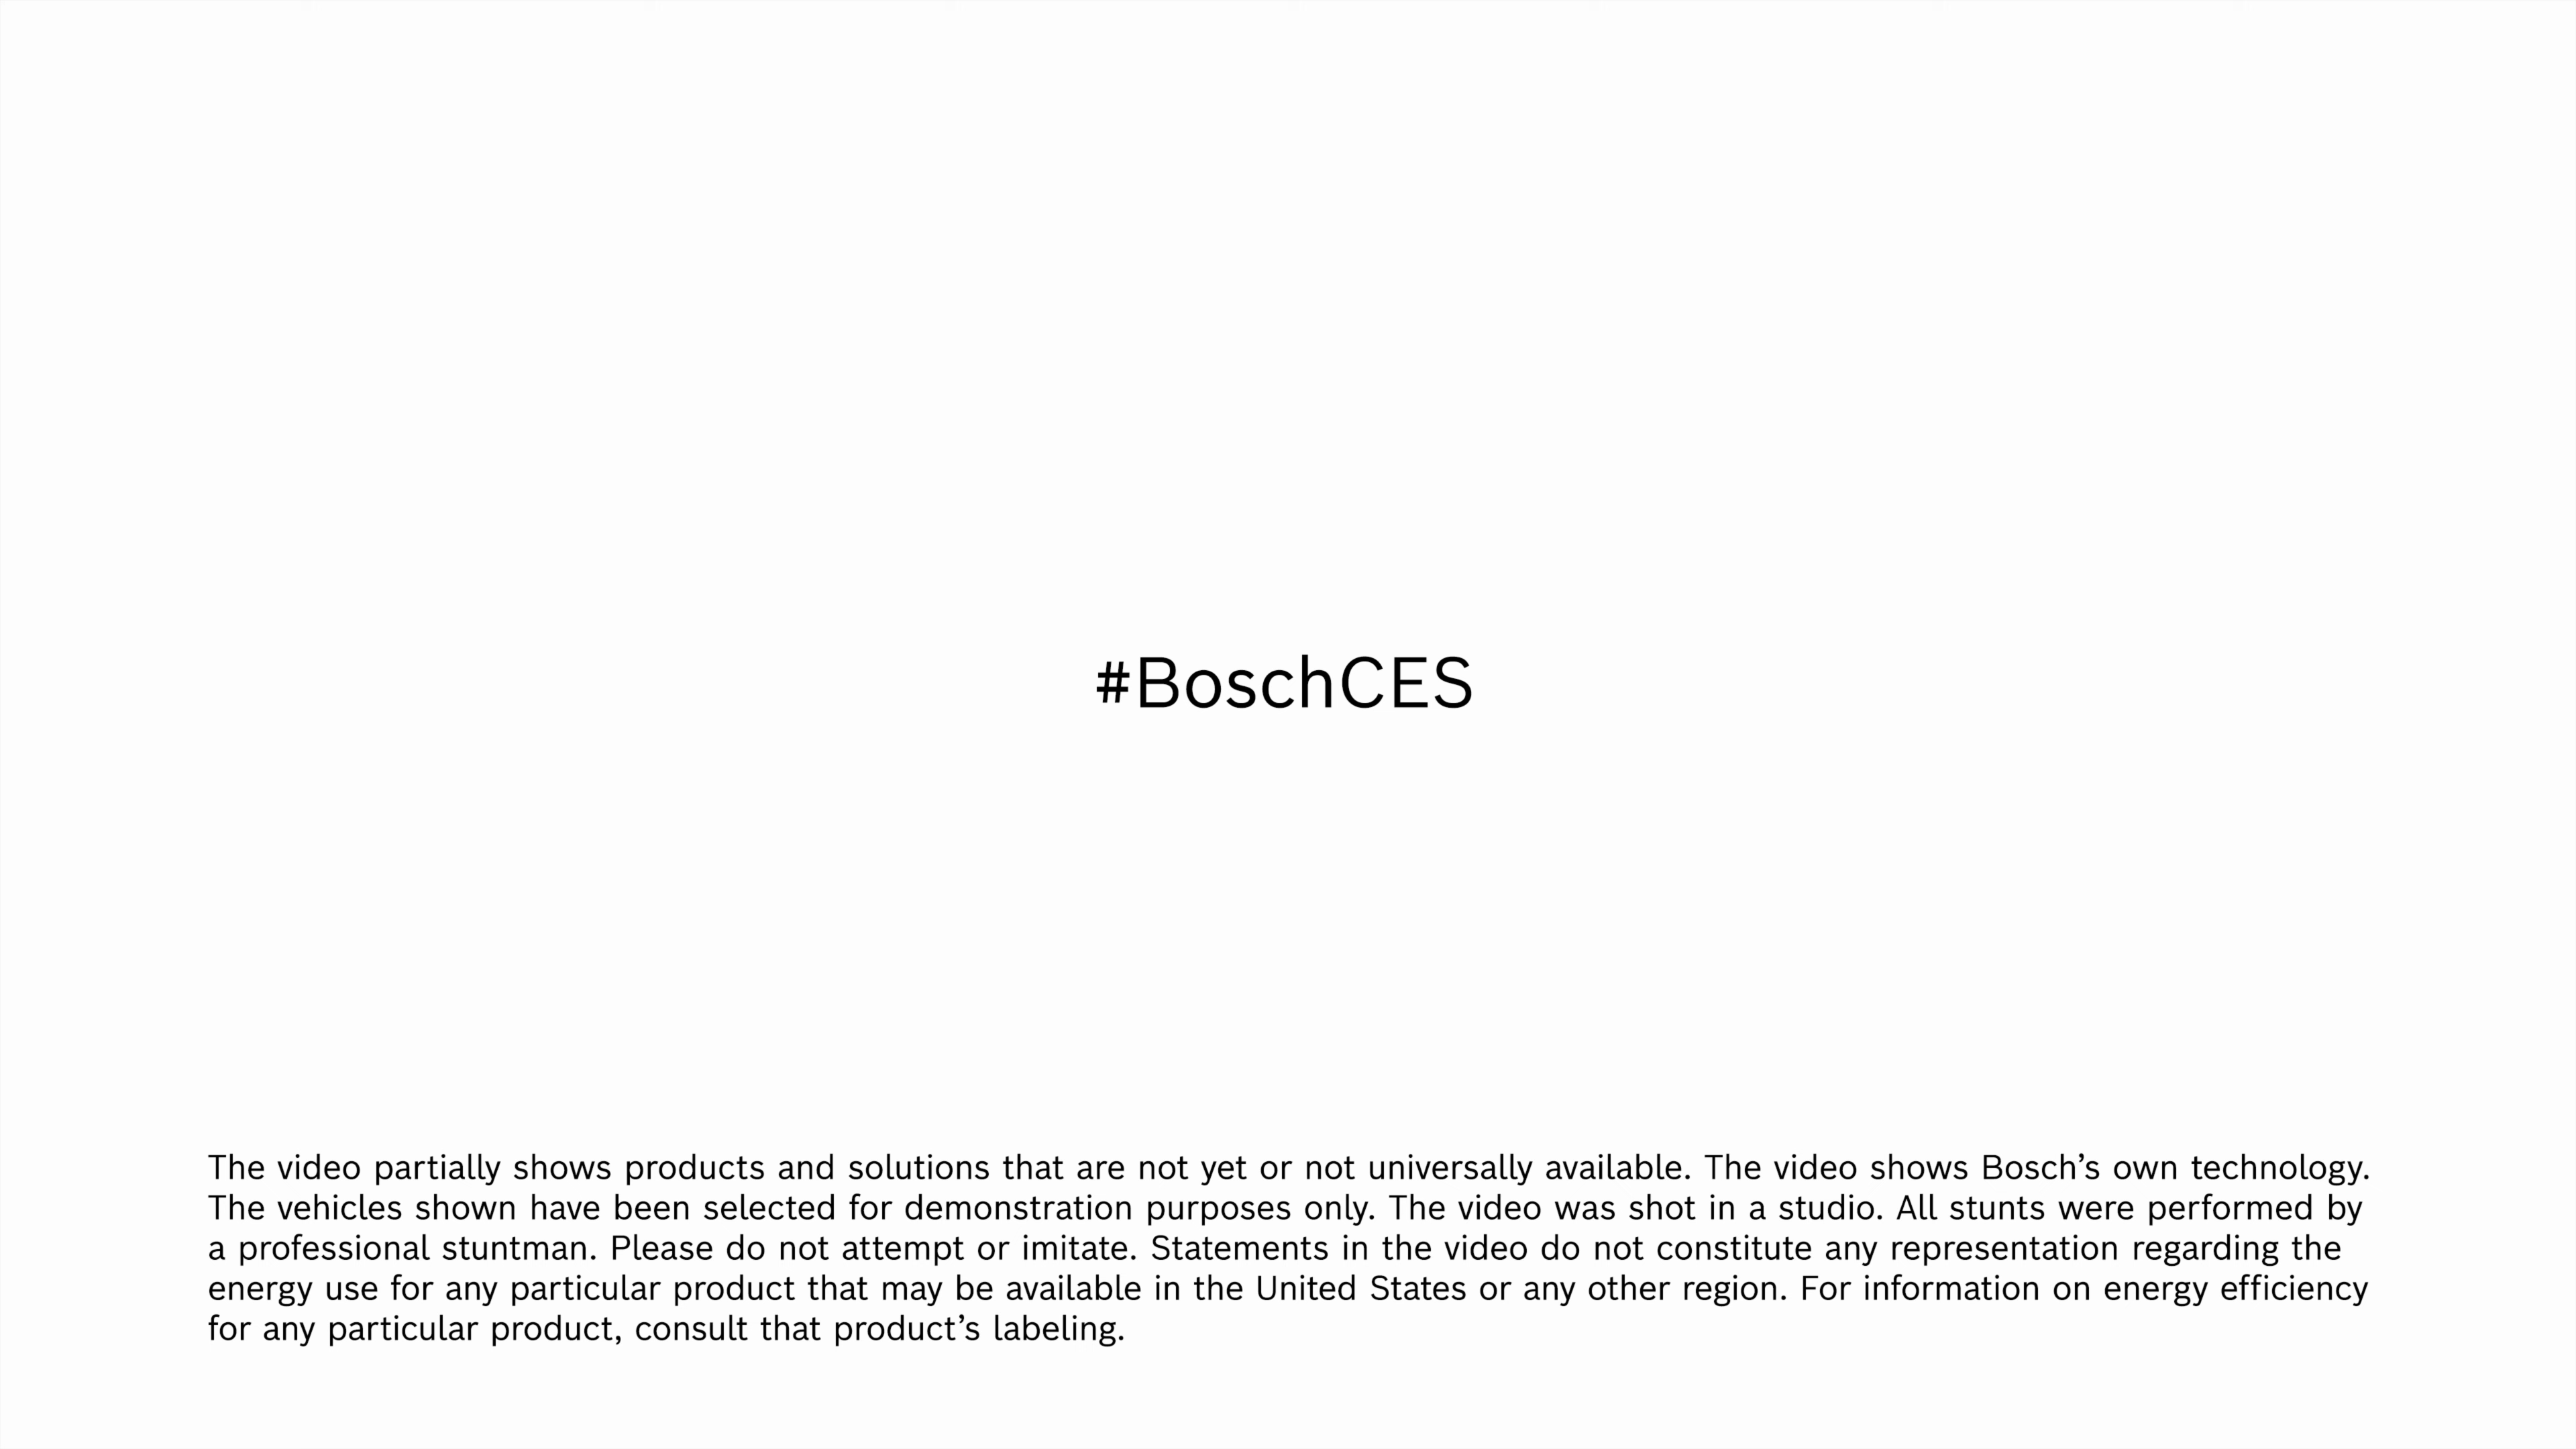 #BoschCES
The video partially shows products and solutions that are not yet or not universally available. The video shows Bosch’s own technology.
The vehicles shown have been selected for demonstration purposes only. The video was shot in a studio. All stunts were performed by
a professional stuntman. Please do not attempt or imitate. Statements in the video do not constitute any representation regarding the
energy use for any particular product that may be available in the United States or any other region. For information on energy efficiency
for any particular product, consult that product’s labeling.